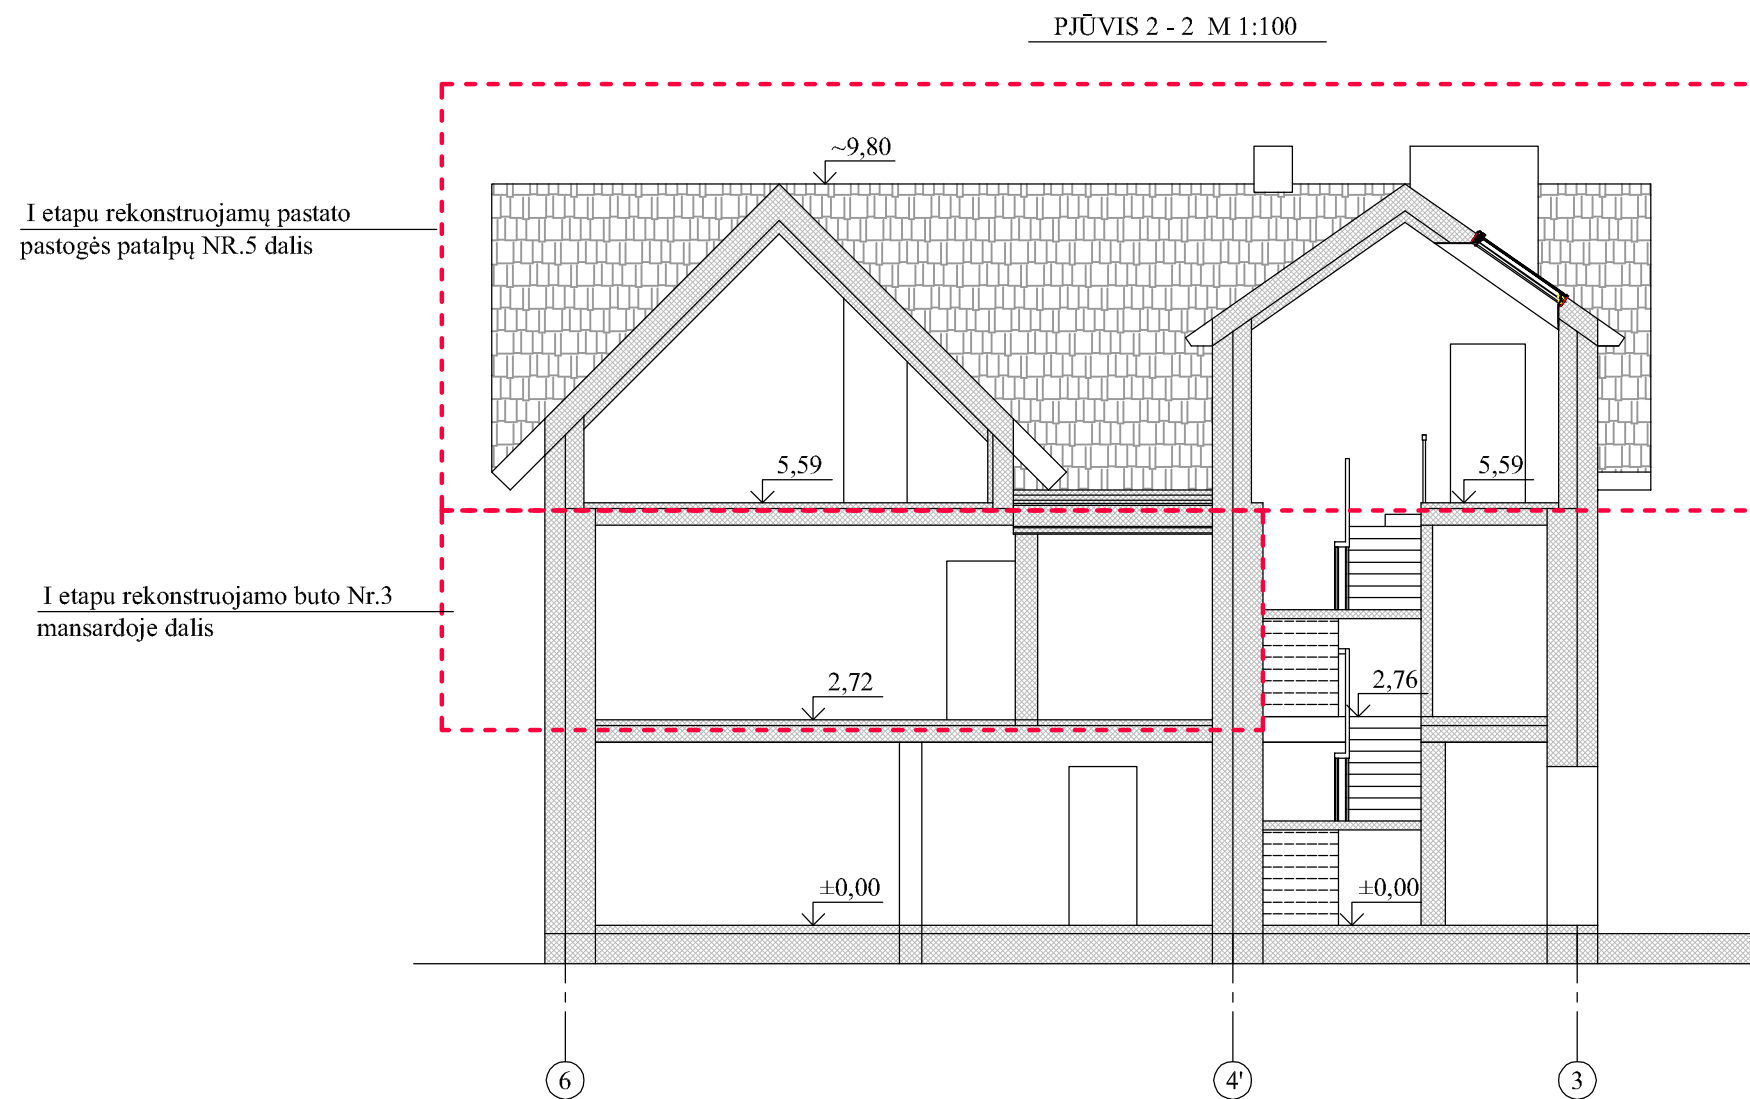 PJŪVIS 2 - 2 M 1:100
~9,80
I etapu rekonstruojamų pastato
pastogės patalpų NR.5 dalis
5,59
5,59
I etapu rekonstruojamo buto Nr.3
mansardoje dalis
2,72
2,76
±0,00
±0,00
6
4'
3